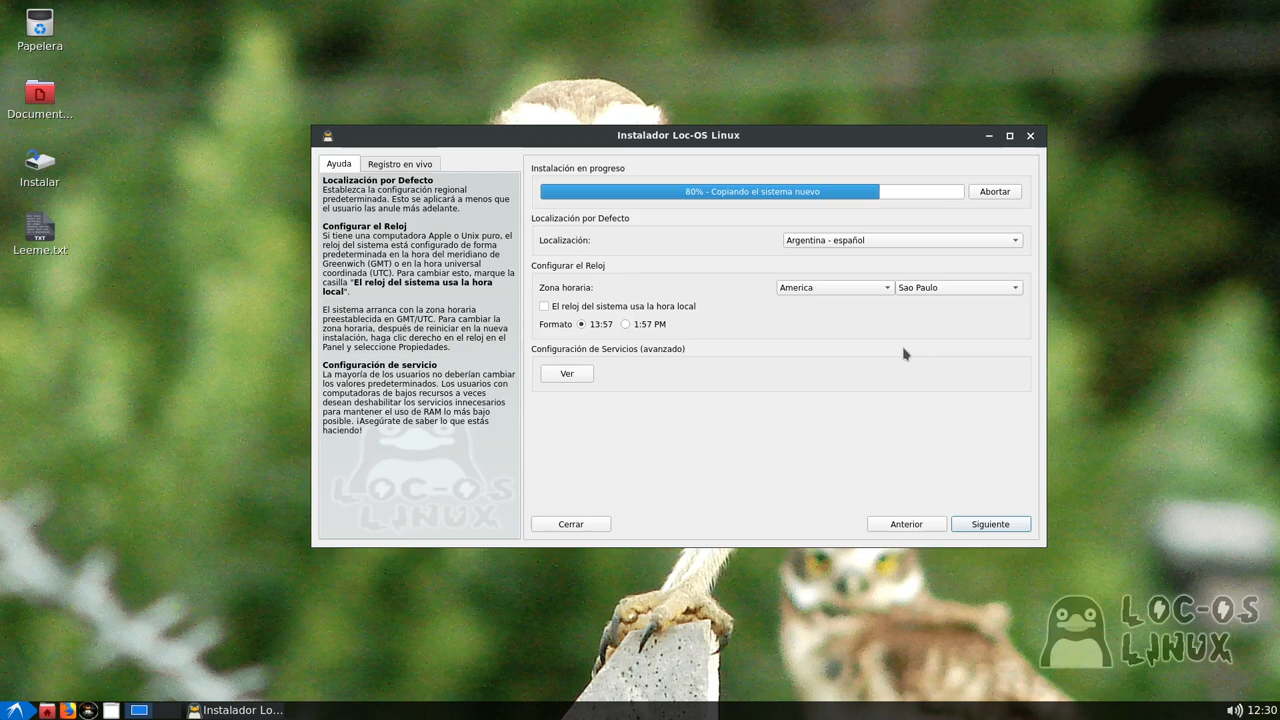 Papelera
Document...
Instalar
TXT
Leeme.txt
Instalador Loc-OS Linux
Ayuda
Registro en vivo
Localización por Defecto
Establezca la configuración regional
predeterminada. Esto se aplicará a menos que
el usuario las anule más adelante.
Configurar el Reloj
Si tiene una computadora Apple o Unix puro, el
reloj del sistema está configurado de forma
predeterminada en la hora del meridiano de
Greenwich (GMT) o en la hora universal
coordinada (UTC). Para cambiar esto, marque la
casilla "El reloj del sistema usa la hora
local".
El sistema arranca con la zona horaria
preestablecida en GMT/UTC. Para cambiar la
zona horaria, después de reiniciar en la nueva
instalación, haga clic derecho en el reloj en el
Panel y seleccione Propiedades.
Configuración de servicio
La mayoría de los usuarios no deberían cambiar
los valores predeterminados. Los usuarios con
computadoras de bajos recursos a veces
desean deshabilitar los servicios innecesarios
para mantener el uso de RAM lo más bajo
posible. ¡Asegúrate de saber lo que estás
haciendo!
LOC-OS
LINUX
Instalación en progreso
80% - Copiando el sistema nuevo
Abortar
Localización por Defecto
Localización:
Argentina - español
Configurar el Reloj
Zona horaria:
America
Sao Paulo
El reloj del sistema usa la hora local
Formato
13:57
1:57 PM
Configuración de Servicios (avanzado)
Ver
Cerrar
Anterior
Siguiente
LOC-OS
LINUX
Instalador Lo...
12:30